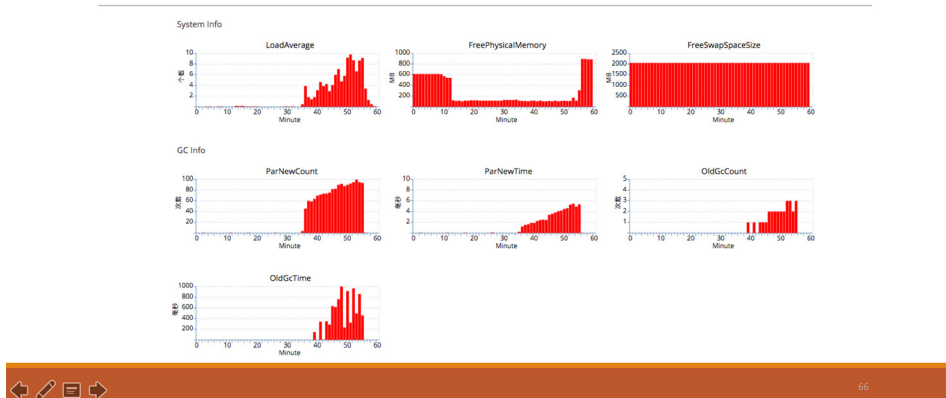 System Info
LoadAverage
FreePhysicalMemory
FreeSwapSpaceSize
10
8
6
4
2
个数
0 10 20 30 40 50 60
Minute
1000
800
600
400
200
MB
0 10 20 30 40 50 60
Minute
2500
2000
1500
1000
500
MB
0 10 20 30 40 50 60
Minute
GC Info
ParNewCount
ParNewTime
OldGcCount
100
80
60
40
20
次数
0 10 20 30 40 50 60
Minute
10
8
6
4
2
毫秒
0 10 20 30 40 50 60
Minute
5
4
3
2
1
次数
0 10 20 30 40 50 60
Minute
OldGcTime
1000
800
600
400
200
毫秒
0 10 20 30 40 50 60
Minute
66